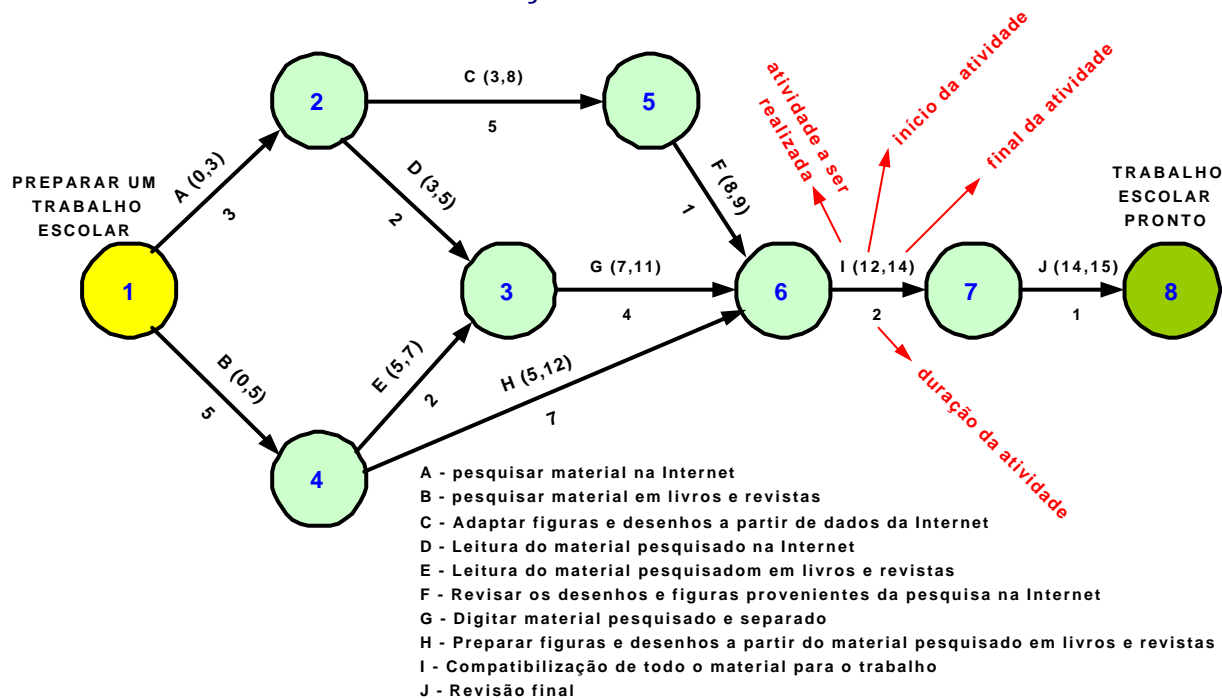 C (3,8)
5
2
5
A (0,3)
3
D (3,5)
2
F (8,9)
1
atividade a ser
realizada
início da atividade
final da atividade
PREPARAR UM
TRABALHO
ESCOLAR
TRABALHO
ESCOLAR
PRONTO
1
3
G (7,11)
4
6
I (12,14)
2
7
J (14,15)
1
8
B (0,5)
5
E (5,7)
2
H (5,12)
7
4
duração da atividade
A - pesquisar material na Internet
B - pesquisar material em livros e revistas
C - Adaptar figuras e desenhos a partir de dados da Internet
D - Leitura do material pesquisado na Internet
E - Leitura do material pesquisadom em livros e revistas
F - Revisar os desenhos e figuras provenientes da pesquisa na Internet
G - Digitar material pesquisado e separado
H - Preparar figuras e desenhos a partir do material pesquisado em livros e revistas
I - Compatibilização de todo o material para o trabalho
J - Revisão final